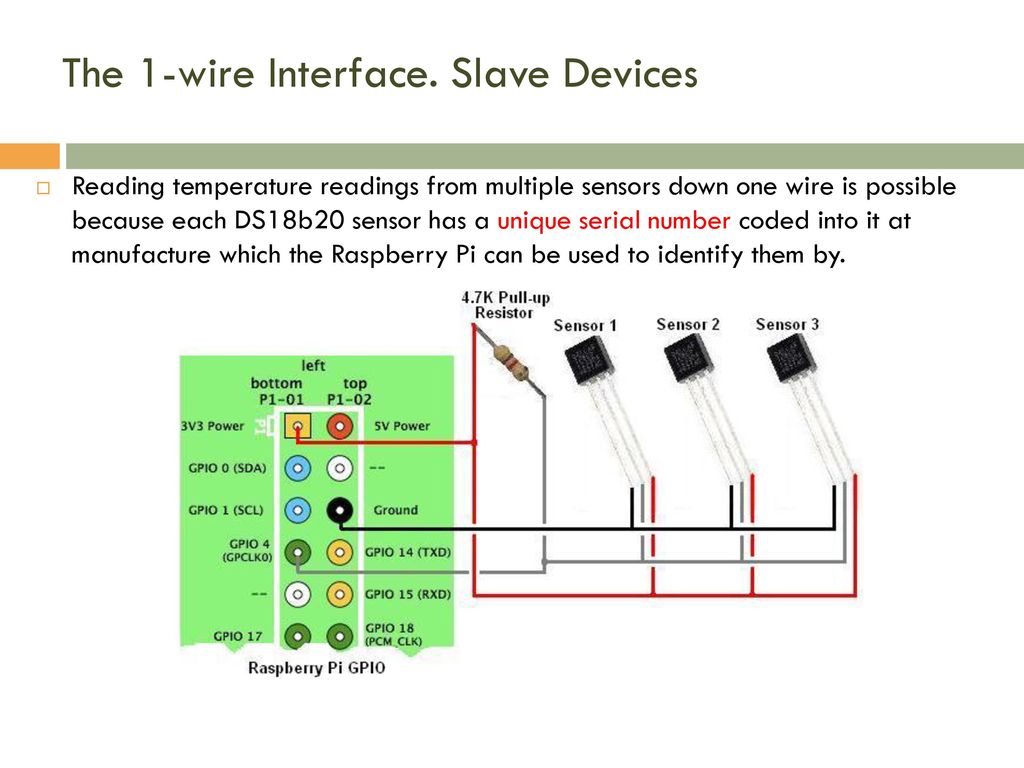 The 1-wire Interface. Slave Devices
Reading temperature readings from multiple sensors down one wire is possible
because each DS18b20 sensor has a unique serial number coded into it at
manufacture which the Raspberry Pi can be used to identify them by.
4.7K Pull-up
Resistor
Sensor 1
Sensor 2
Sensor 3
left
bottom top
P1-01 P1-02
3V3 Power
5V Power
GPIO 0 (SDA)
--
GPIO 1 (SCL)
Ground
GPIO 4
(GPCLK0)
GPIO 14 (TXD)
--
GPIO 15 (RXD)
GPIO 17
GPIO 18
(PCM_CLK)
Raspberry Pi GPIO